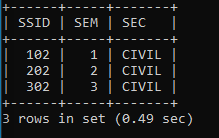 +------+-----+-------+
| SSID | SEM | SEC   |
+------+-----+-------+
|  102 |   1 | CIVIL |
|  202 |   2 | CIVIL |
|  302 |   3 | CIVIL |
+------+-----+-------+
3 rows in set (0.49 sec)